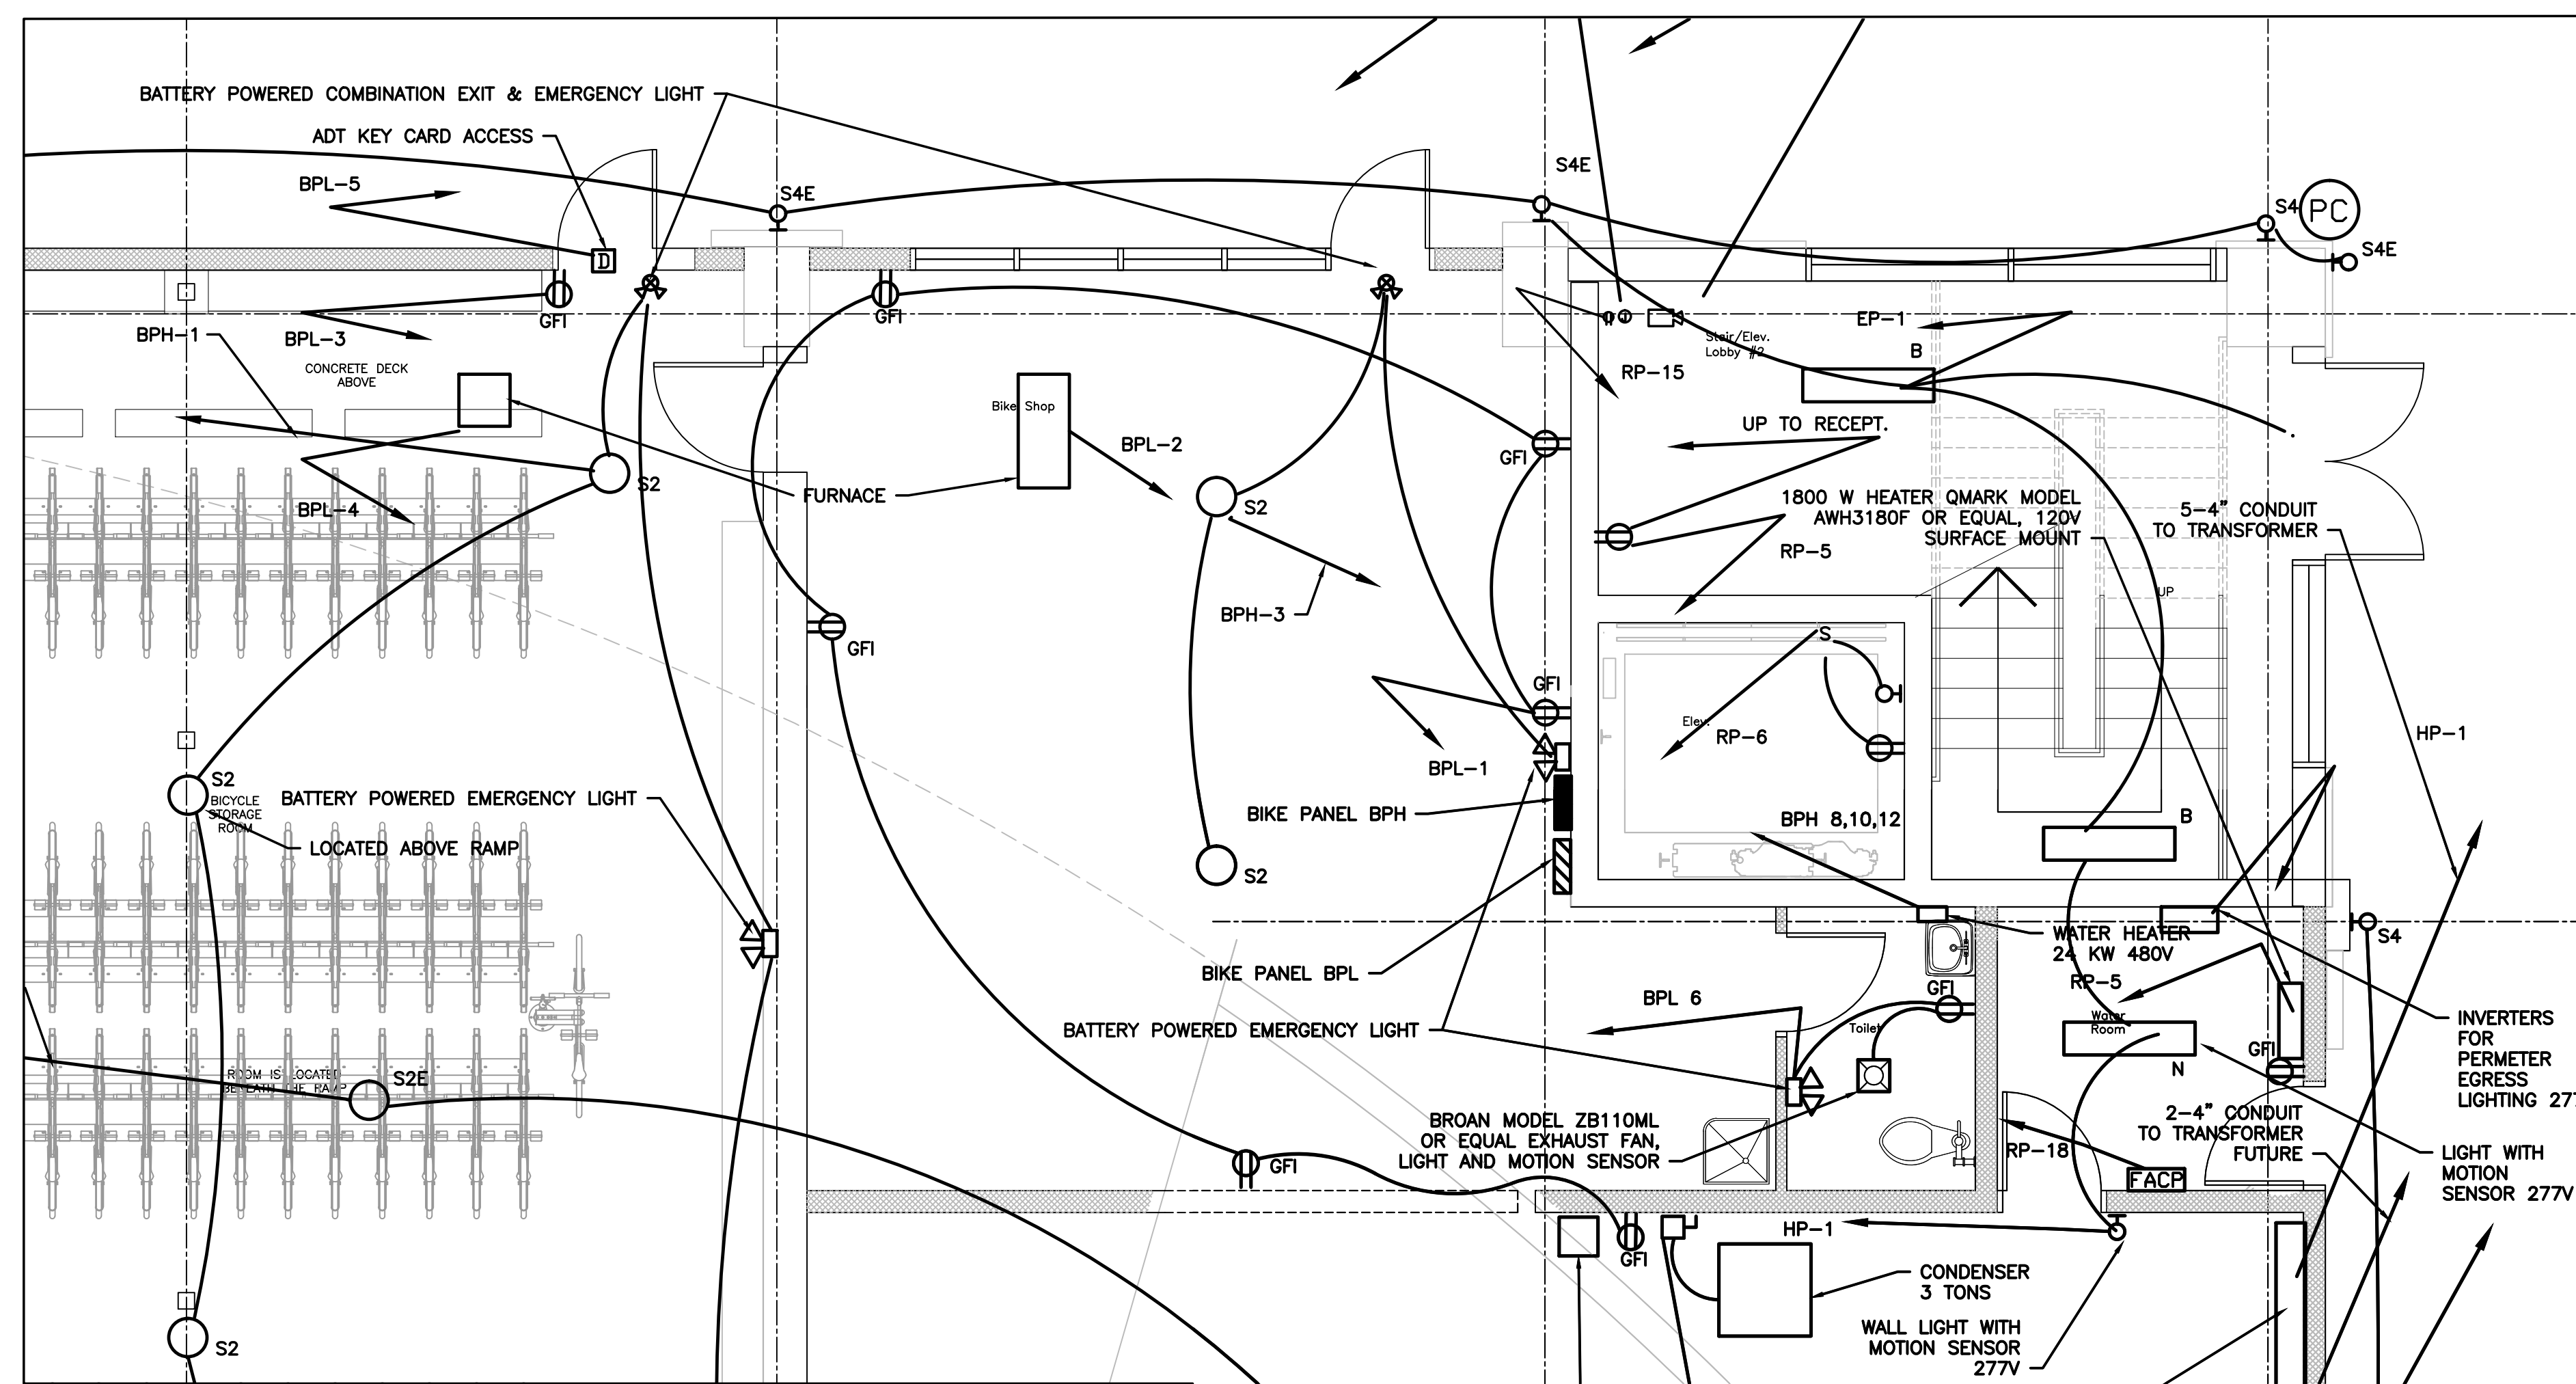 BATTERY POWERED COMBINATION EXIT & EMERGENCY LIGHT
ADT KEY CARD ACCESS
BPL-5
S4E
S4E
S4
PC
S4E
D
GFI
GFI
BPH-1
BPL-3
CONCRETE DECK
ABOVE
EP-1
Stair/Elev.
Lobby #2
B
RP-15
Bike Shop
BPL-2
UP TO RECEPT.
GFI
S2
FURNACE
S2
BPL-4
1800 W HEATER QMARK MODEL
AWH3180F OR EQUAL, 120V
SURFACE MOUNT
5-4" CONDUIT
TO TRANSFORMER
RP-5
UP
BPH-3
GFI
S
GFI
Elev.
RP-6
HP-1
BPL-1
S2
BICYCLE
STORAGE
ROOM
BATTERY POWERED EMERGENCY LIGHT
BIKE PANEL BPH
BPH 8,10,12
B
LOCATED ABOVE RAMP
S2
WATER HEATER
24 KW 480V
S4
BIKE PANEL BPL
RP-5
GFI
BPL 6
BATTERY POWERED EMERGENCY LIGHT
Toilet
Water
Room
INVERTERS
FOR
PERMETER
EGRESS
LIGHTING 277
GFI
N
ROOM IS LOCATED
BENEATH THE RAMP
S2E
BROAN MODEL ZB110ML
OR EQUAL EXHAUST FAN,
LIGHT AND MOTION SENSOR
2-4" CONDUIT
TO TRANSFORMER
FUTURE
RP-18
LIGHT WITH
MOTION
SENSOR 277V
GFI
FACP
HP-1
GFI
CONDENSER
3 TONS
WALL LIGHT WITH
MOTION SENSOR
277V
S2